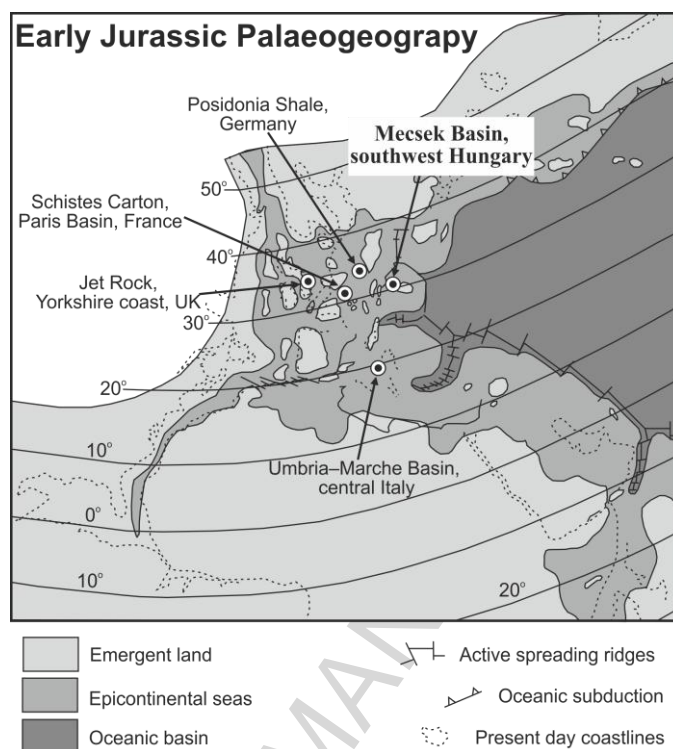 Early Jurassic Palaeogeograpy
Posidonia Shale,
Germany
Mecsek Basin,
southwest Hungary
Schistes Carton,
Paris Basin, France
Jet Rock,
Yorkshire coast, UK
50°
40°
30°
20°
10°
0°
10°
20°
Umbria–Marche Basin,
central Italy
Emergent land
Epicontinental seas
Oceanic basin
Active spreading ridges
Oceanic subduction
Present day coastlines
MAN